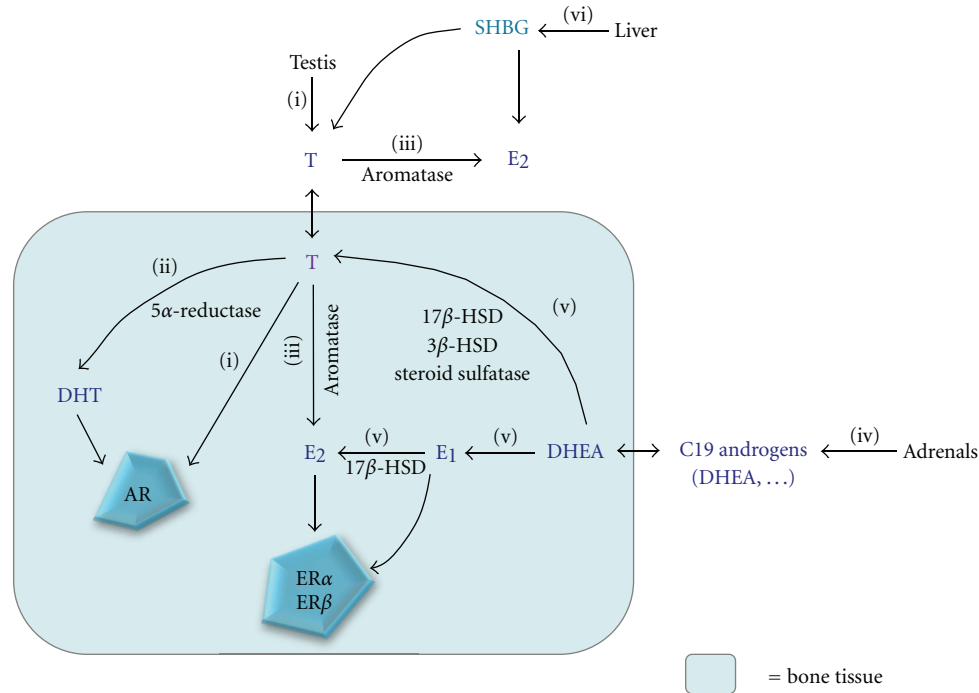 (vi)
SHBG
Liver
Testis
(i)
(iii)
T
E2
Aromatase
T
(ii)
(v)
5α-reductase
17β-HSD
3β-HSD
steroid sulfatase
(i)
(iii)
Aromatase
DHT
(v)
(v)
(iv)
E2
E1
DHEA
C19 androgens
Adrenals
17β-HSD
(DHEA, ...)
AR
ERα
ERβ
= bone tissue